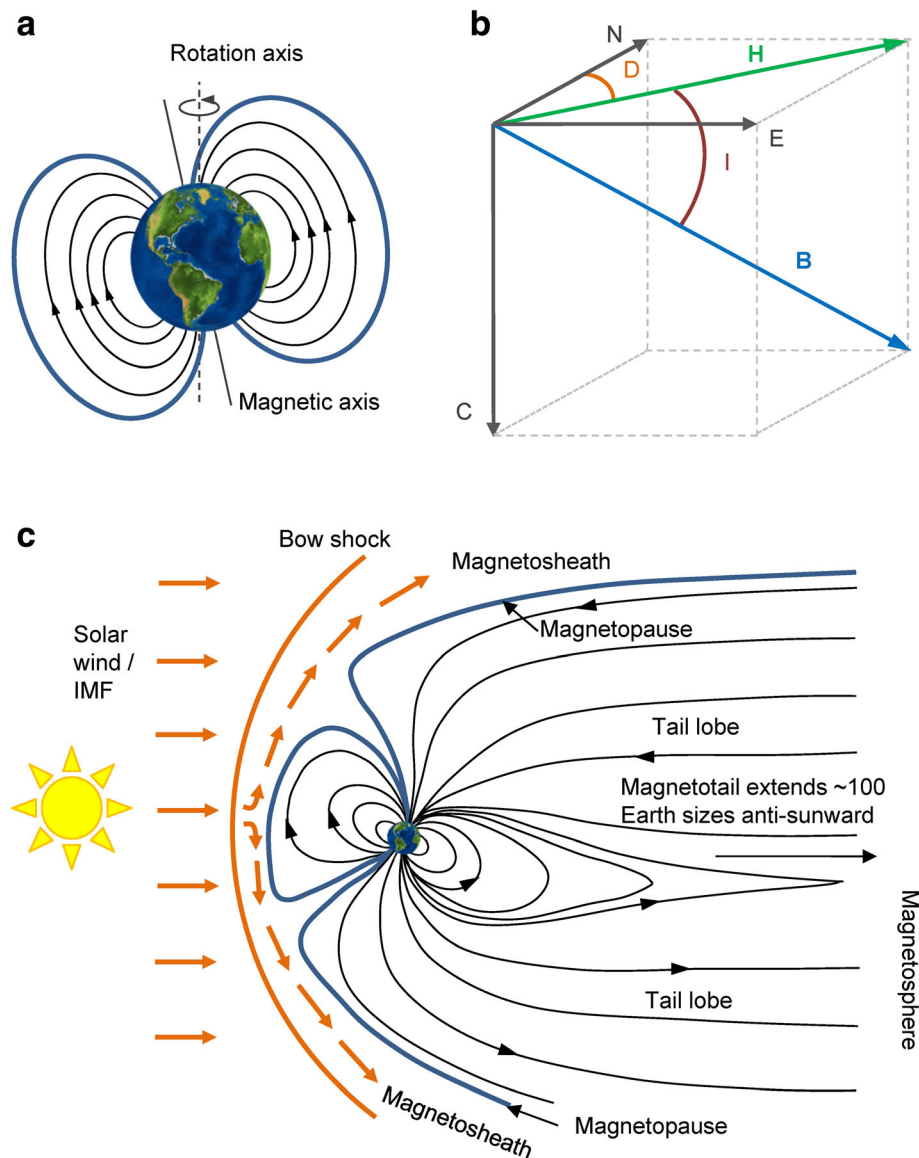 a
Rotation axis
Magnetic axis
b
N
H
D
E
I
B
C
c
Bow shock
Magnetosheath
Magnetopause
Solar
wind /
IMF
Tail lobe
Magnetotail extends ~100
Earth sizes anti-sunward
Magnetosphere
Tail lobe
Magnetopause
Magnetosheath